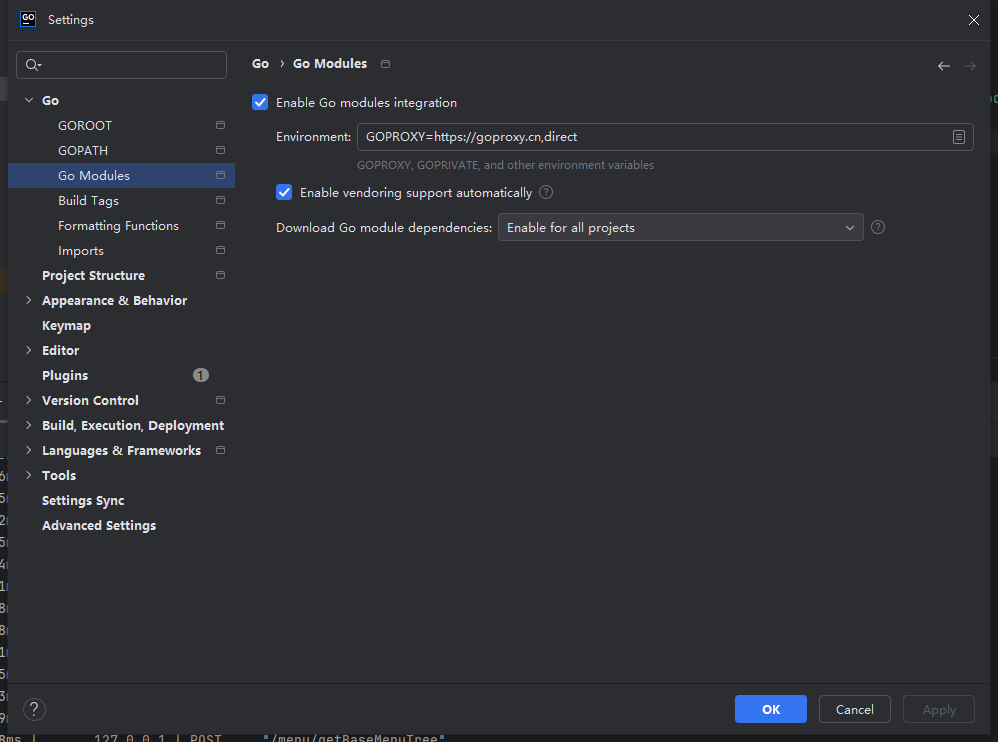 GO
Settings
Go
GOROOT
GOPATH
Go Modules
Build Tags
Formatting Functions
Imports
Project Structure
Appearance & Behavior
Keymap
Editor
Plugins 1
Version Control
Build, Execution, Deployment
Languages & Frameworks
Tools
Settings Sync
Advanced Settings
Go › Go Modules
Enable Go modules integration
Environment: GOPROXY=https://goproxy.cn,direct
GOPROXY, GOPRIVATE, and other environment variables
Enable vendoring support automatically ?
Download Go module dependencies: Enable for all projects ?
?
OK Cancel Apply
8ms | 127.0.0.1 | POST "/menu/getBaseMenuTree"